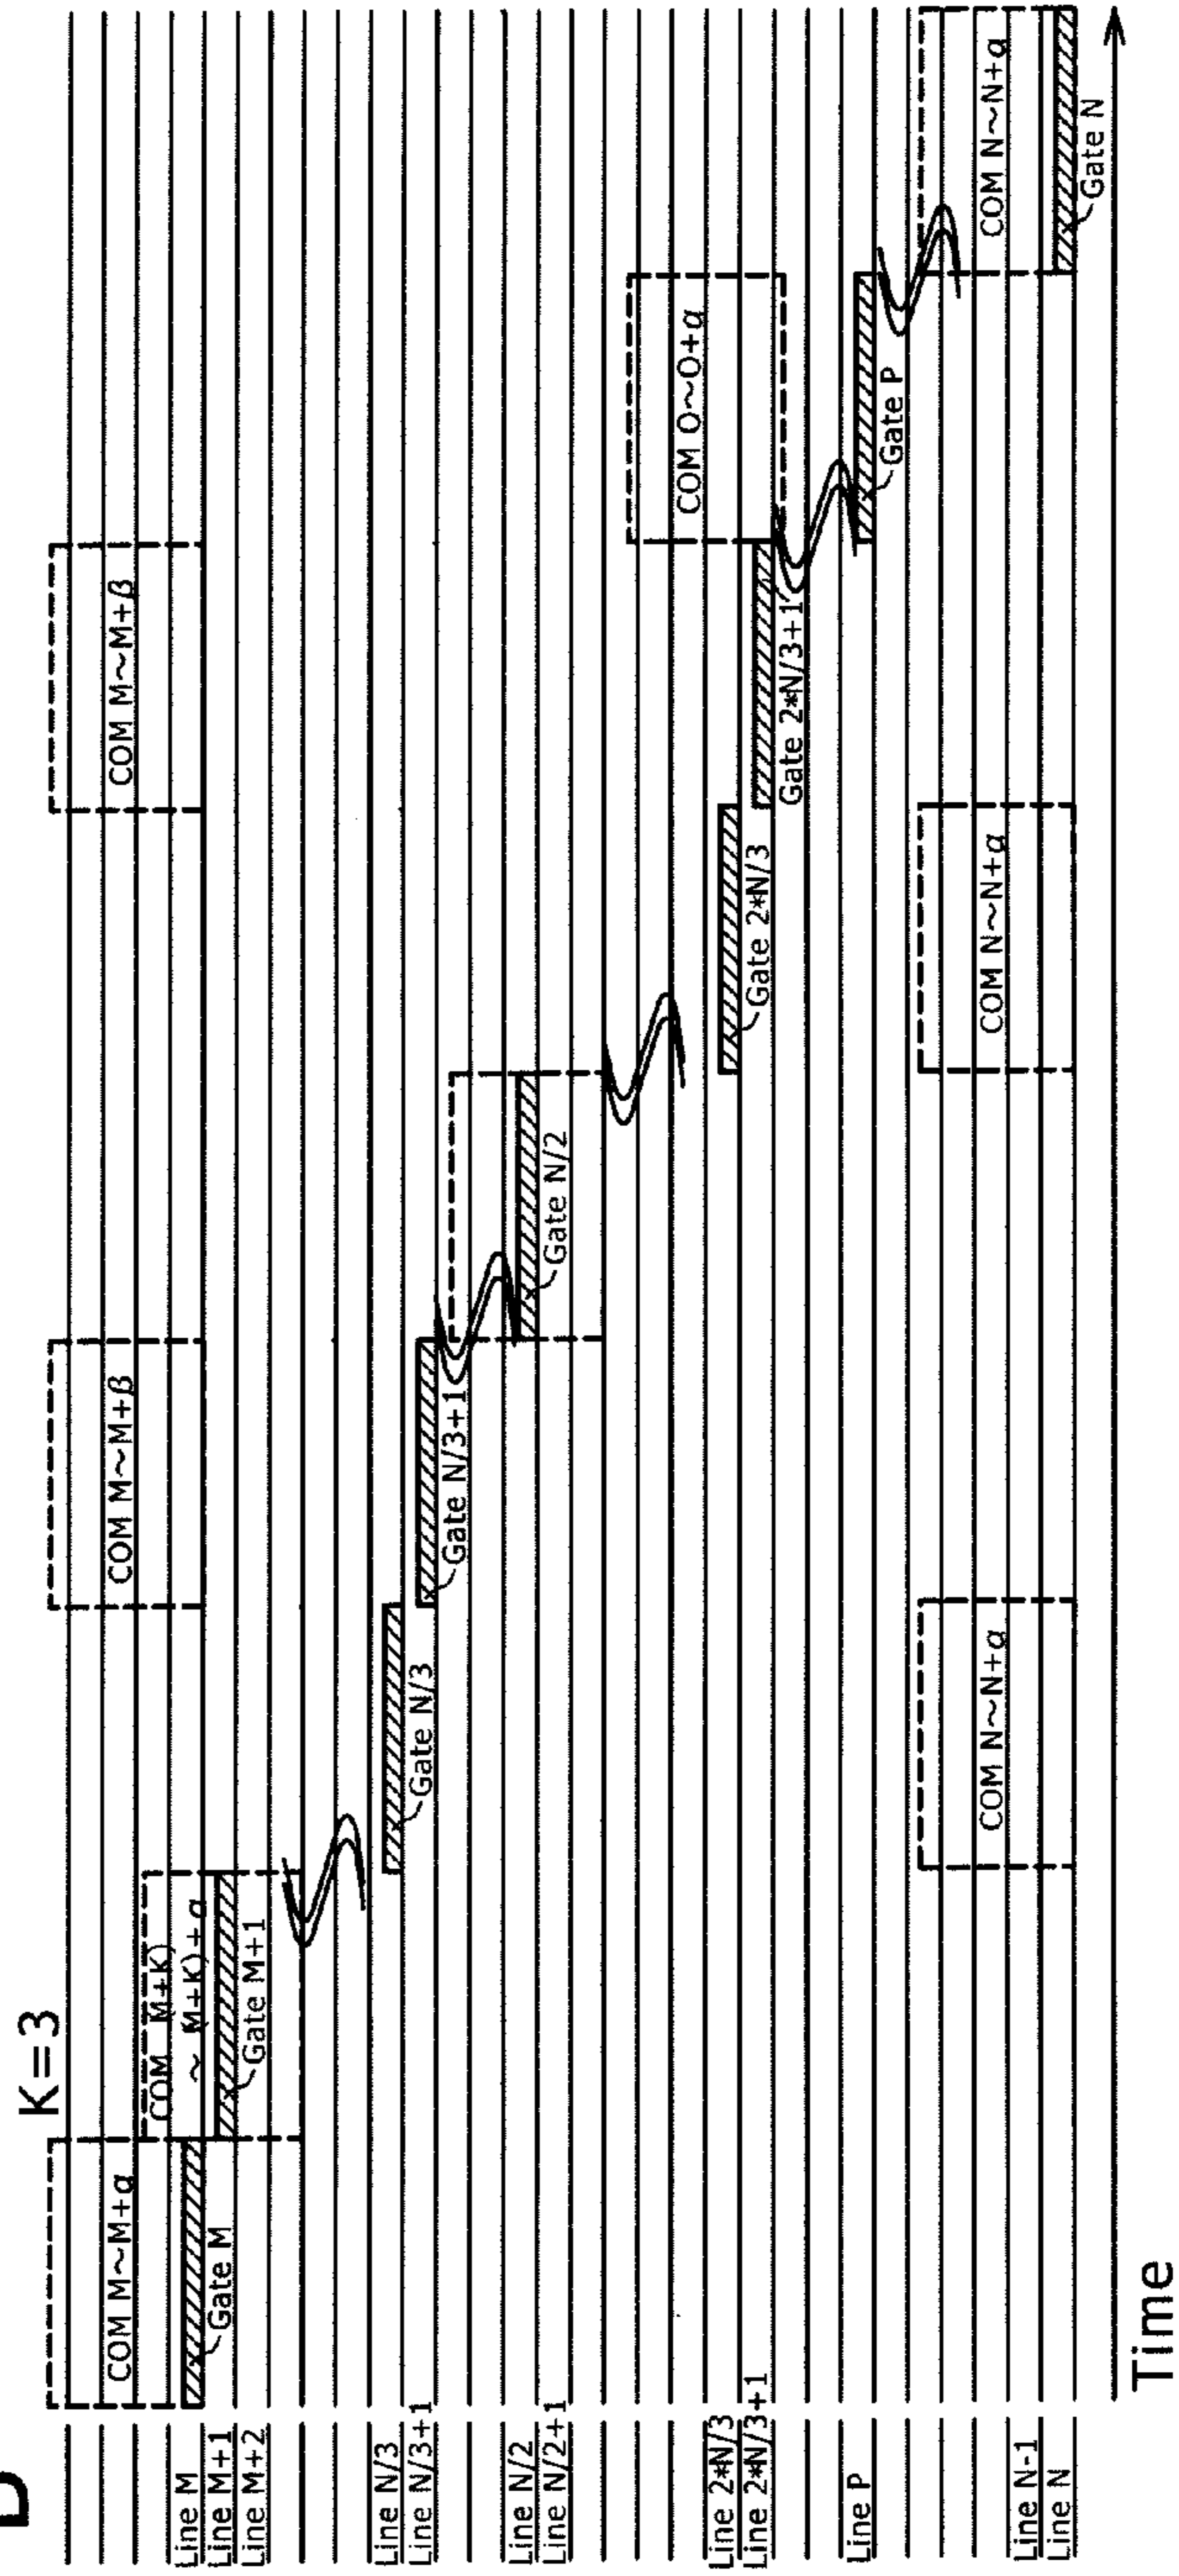 K=3
COM M~M+α
Gate M
COM (M+K)
~ (M+K)+α
Gate M+1
COM M~M+β
COM M~M+β
Gate N/3
Gate N/3+1
Gate N/2
Gate 2*N/3
Gate 2*N/3+1
COM O~O+α
Gate P
COM N~N+α
COM N~N+α
COM N~N+α
Gate N
Line M
Line M+1
Line M+2
Line N/3
Line N/3+1
Line N/2
Line N/2+1
Line 2*N/3
Line 2*N/3+1
Line P
Line N-1
Line N
Time